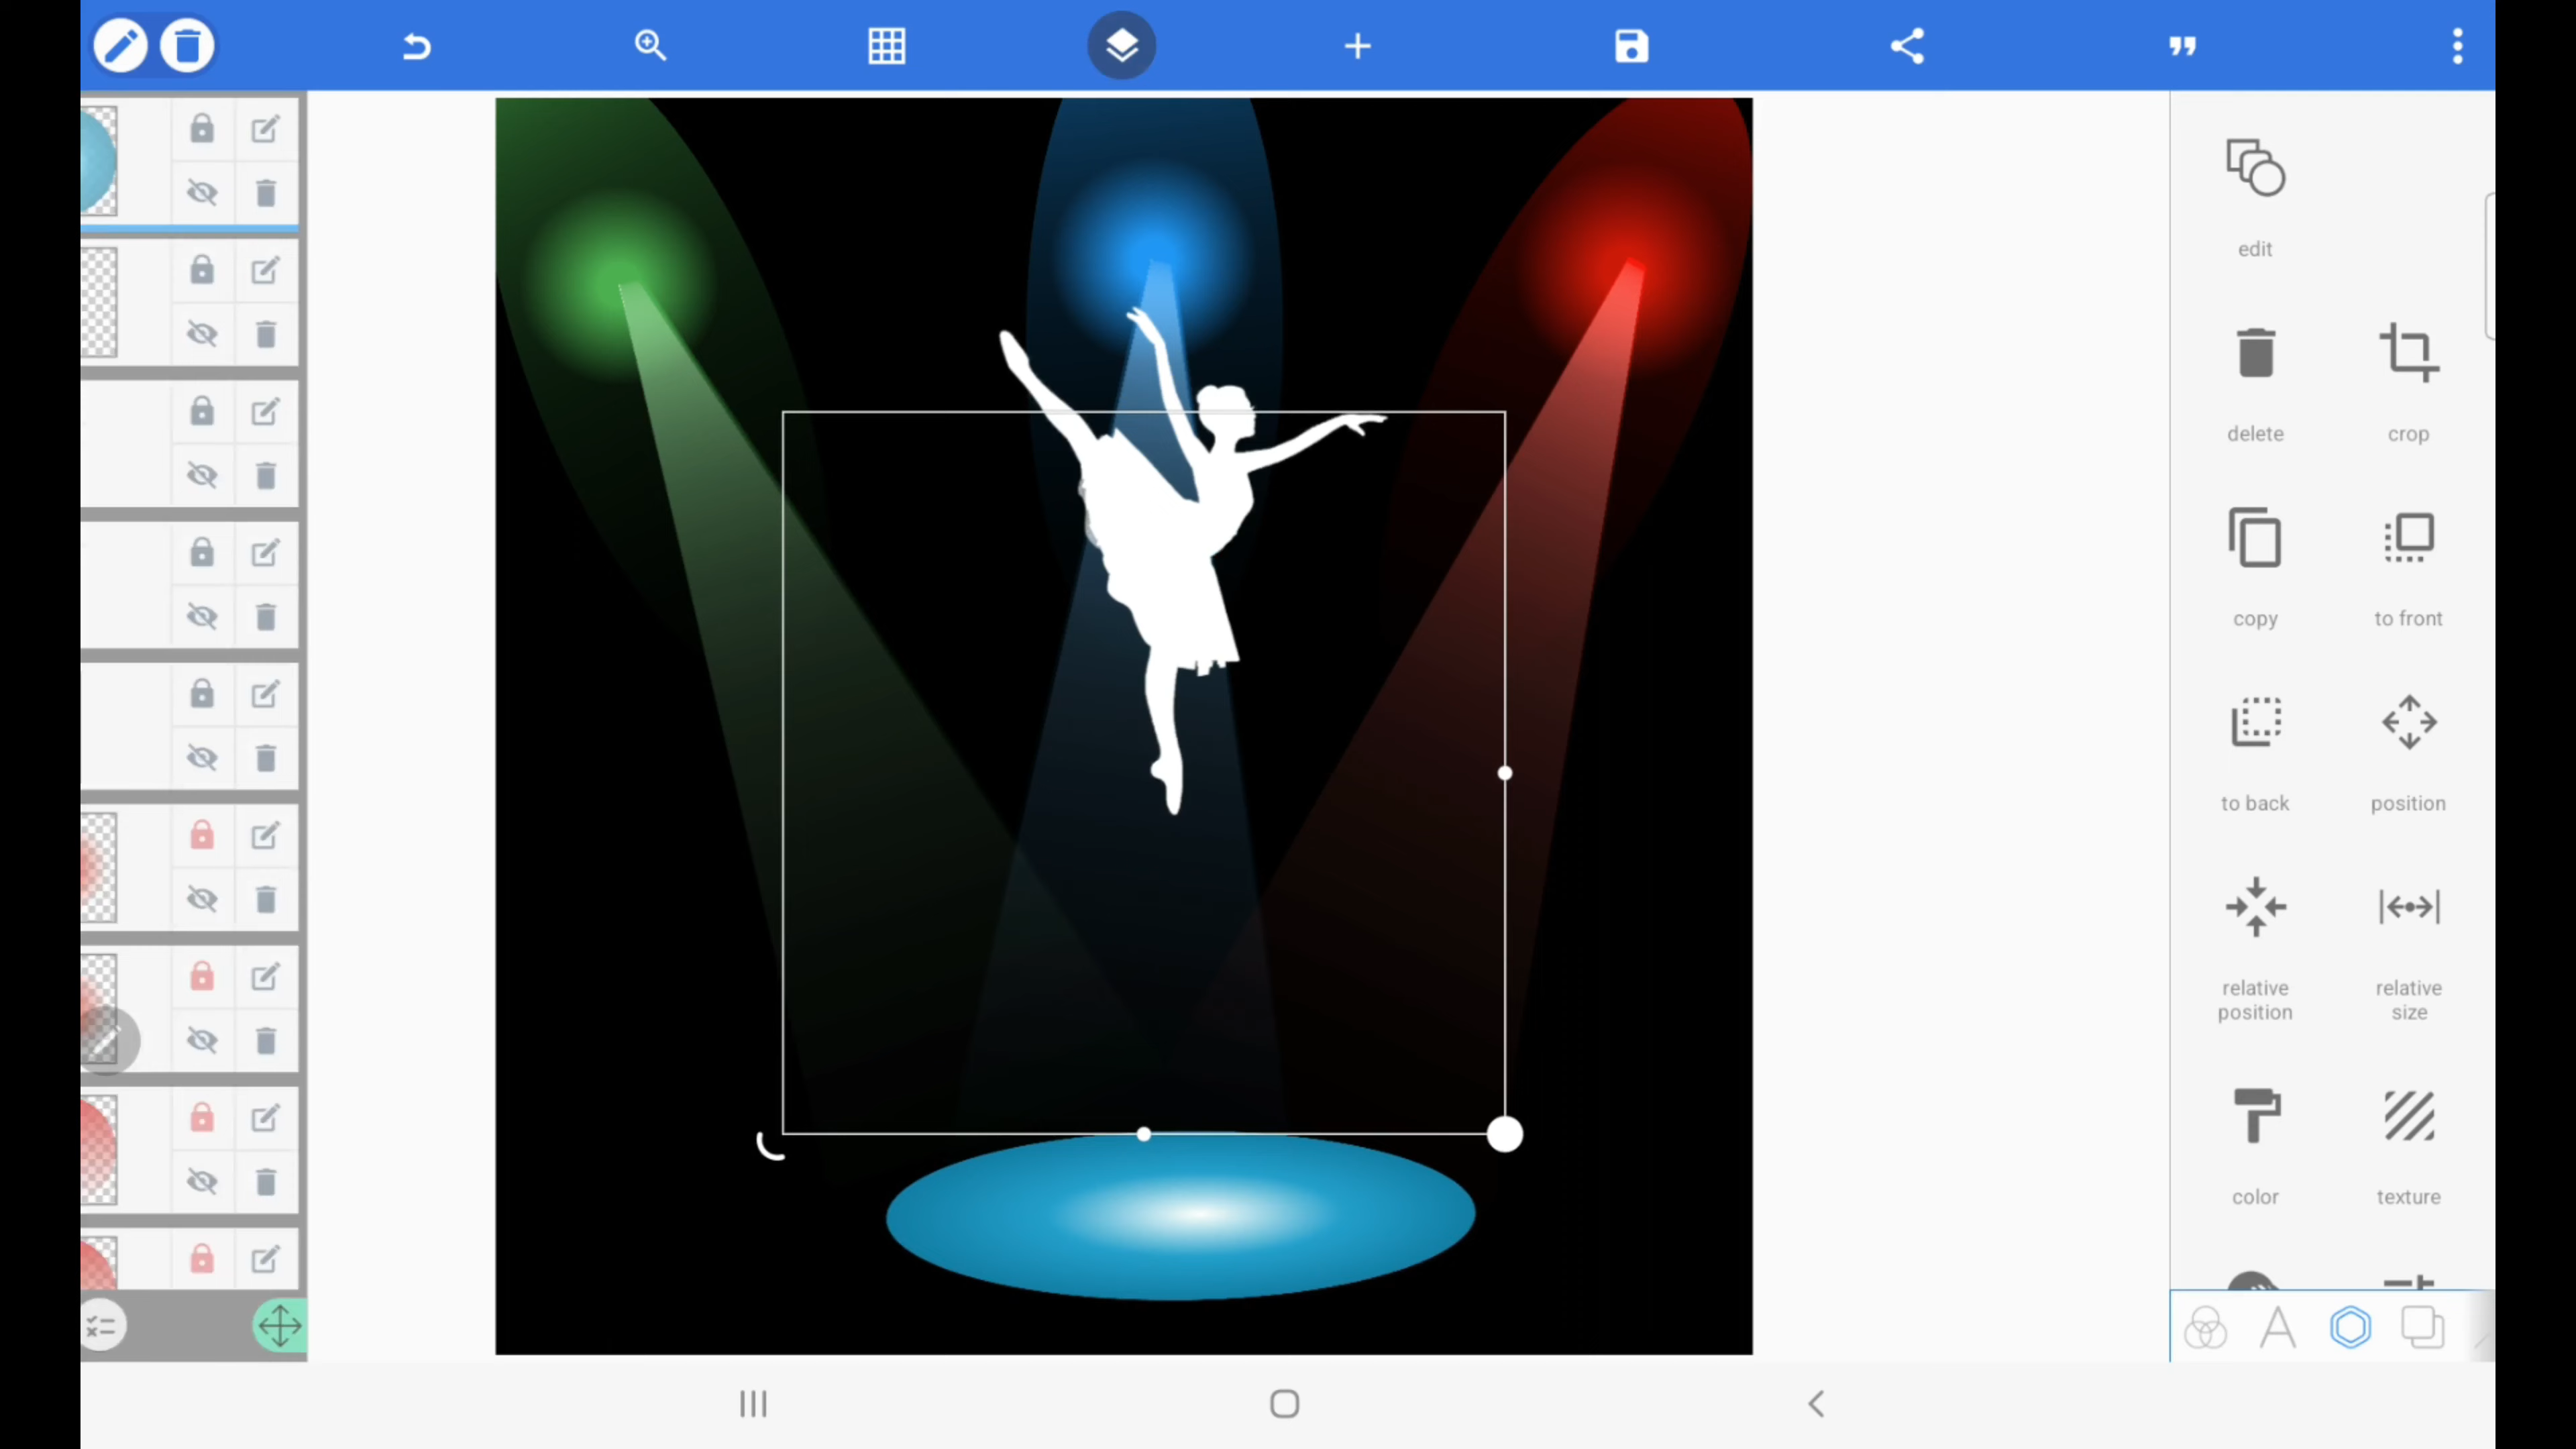 edit
delete
crop
copy
to front
to back
position
relative
position
relative
size
color
texture